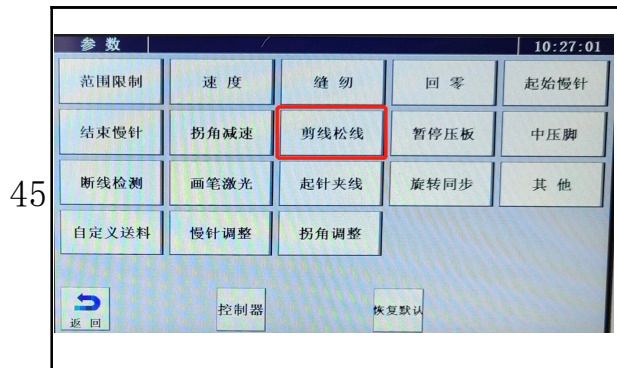 参 数 10:27:01
范围限制 速 度 缝 纫 回 零 起始慢针
结束慢针 拐角减速 剪线松线 暂停压板 中压脚
45
断线检测 画笔激光 起针夹线 旋转同步 其 他
自定义送料 慢针调整 拐角调整
控制器 恢复默认
返 回